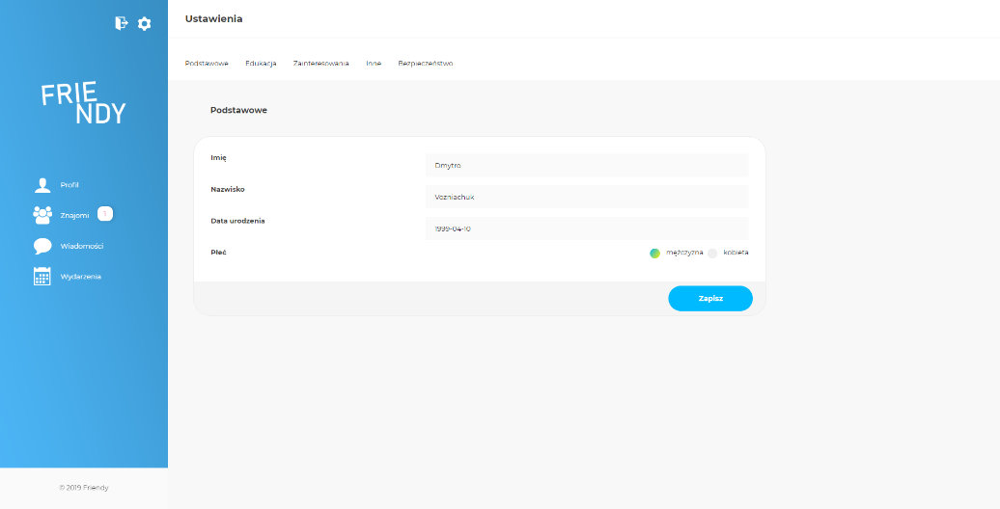 Ustawienia
Podstawowe Edukacja Zainteresowania Inne Bezpieczeństwo
FRIE
NDY
Profil
Znajomi 1
Wiadomości
Wydarzenia
© 2019 Friendy
Podstawowe
Imię Dmytro
Nazwisko Vozniachuk
Data urodzenia 1999-04-10
Płeć mężczyzna kobieta
Zapisz